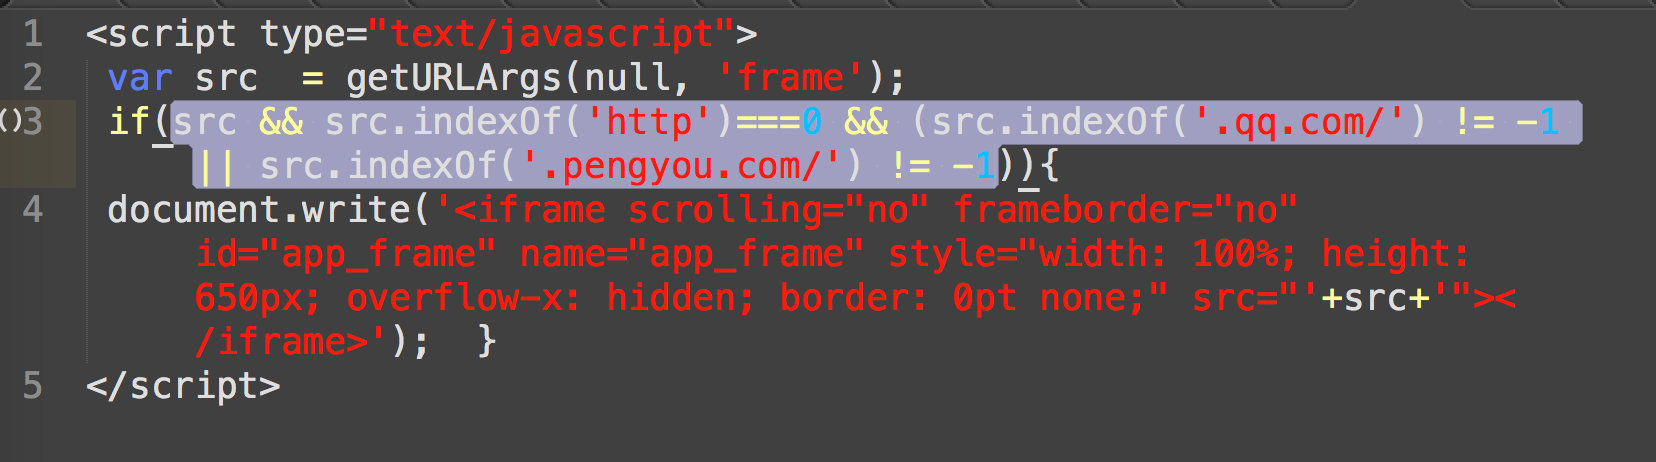 1 <script type="text/javascript">
2 var src  = getURLArgs(null, 'frame');
()3 if(src && src.indexOf('http')===0 && (src.indexOf('.qq.com/') != -1
|| src.indexOf('.pengyou.com/') != -1)){
4 document.write('<iframe scrolling="no" frameborder="no"
id="app_frame" name="app_frame" style="width: 100%; height:
650px; overflow-x: hidden; border: 0pt none;" src="'+src+'"><
/iframe>');  }
5 </script>